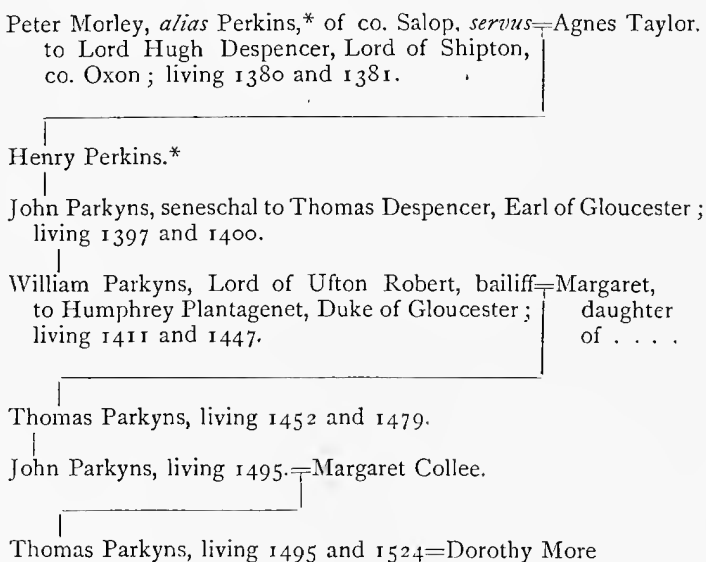 Peter Morley, alias Perkins,* of co. Salop, servus=Agnes Taylor.
to Lord Hugh Despencer, Lord of Shipton,
co. Oxon; living 1380 and 1381.
Henry Perkins.*
John Parkyns, seneschal to Thomas Despencer, Earl of Gloucester;
living 1397 and 1400.
William Parkyns, Lord of Ufton Robert, bailiff=Margaret,
to Humphrey Plantagenet, Duke of Gloucester; daughter
living 1411 and 1447. of . . . .
Thomas Parkyns, living 1452 and 1479.
John Parkyns, living 1495.=Margaret Collee.
Thomas Parkyns, living 1495 and 1524=Dorothy More